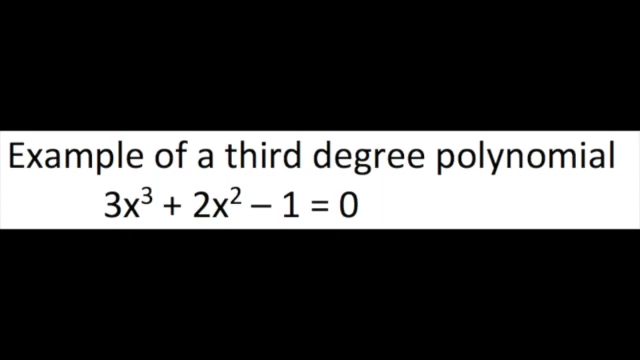 Example of a third degree polynomial
3x³ + 2x² – 1 = 0